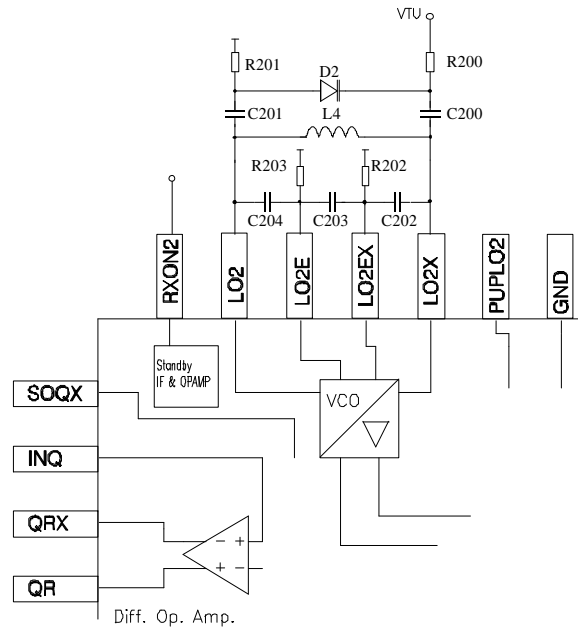 VTU
R201
R200
D2
C201
C200
L4
R203
R202
C204
C203
C202
RXON2
LO2
LO2E
LO2EX
LO2X
PUPLO2
GND
Standby
IF & OPAMP
SOQX
VCO
INQ
QRX
- +
QR
+ -
Diff. Op. Amp.